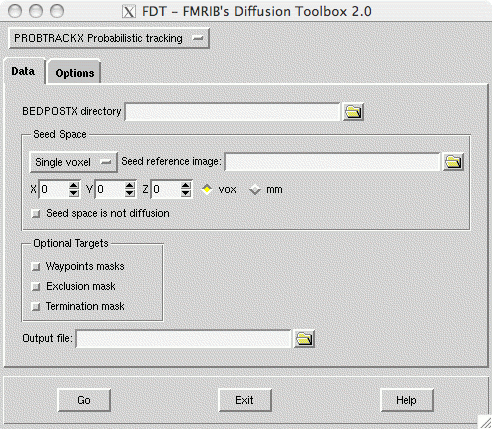 FDT - FMRIB's Diffusion Toolbox 2.0
PROBTRACKX Probabilistic tracking
Data Options
BEDPOSTX directory
Seed Space
Single voxel Seed reference image:
X 0 Y 0 Z 0 vox mm
Seed space is not diffusion
Optional Targets
Waypoints masks
Exclusion mask
Termination mask
Output file:
Go Exit Help